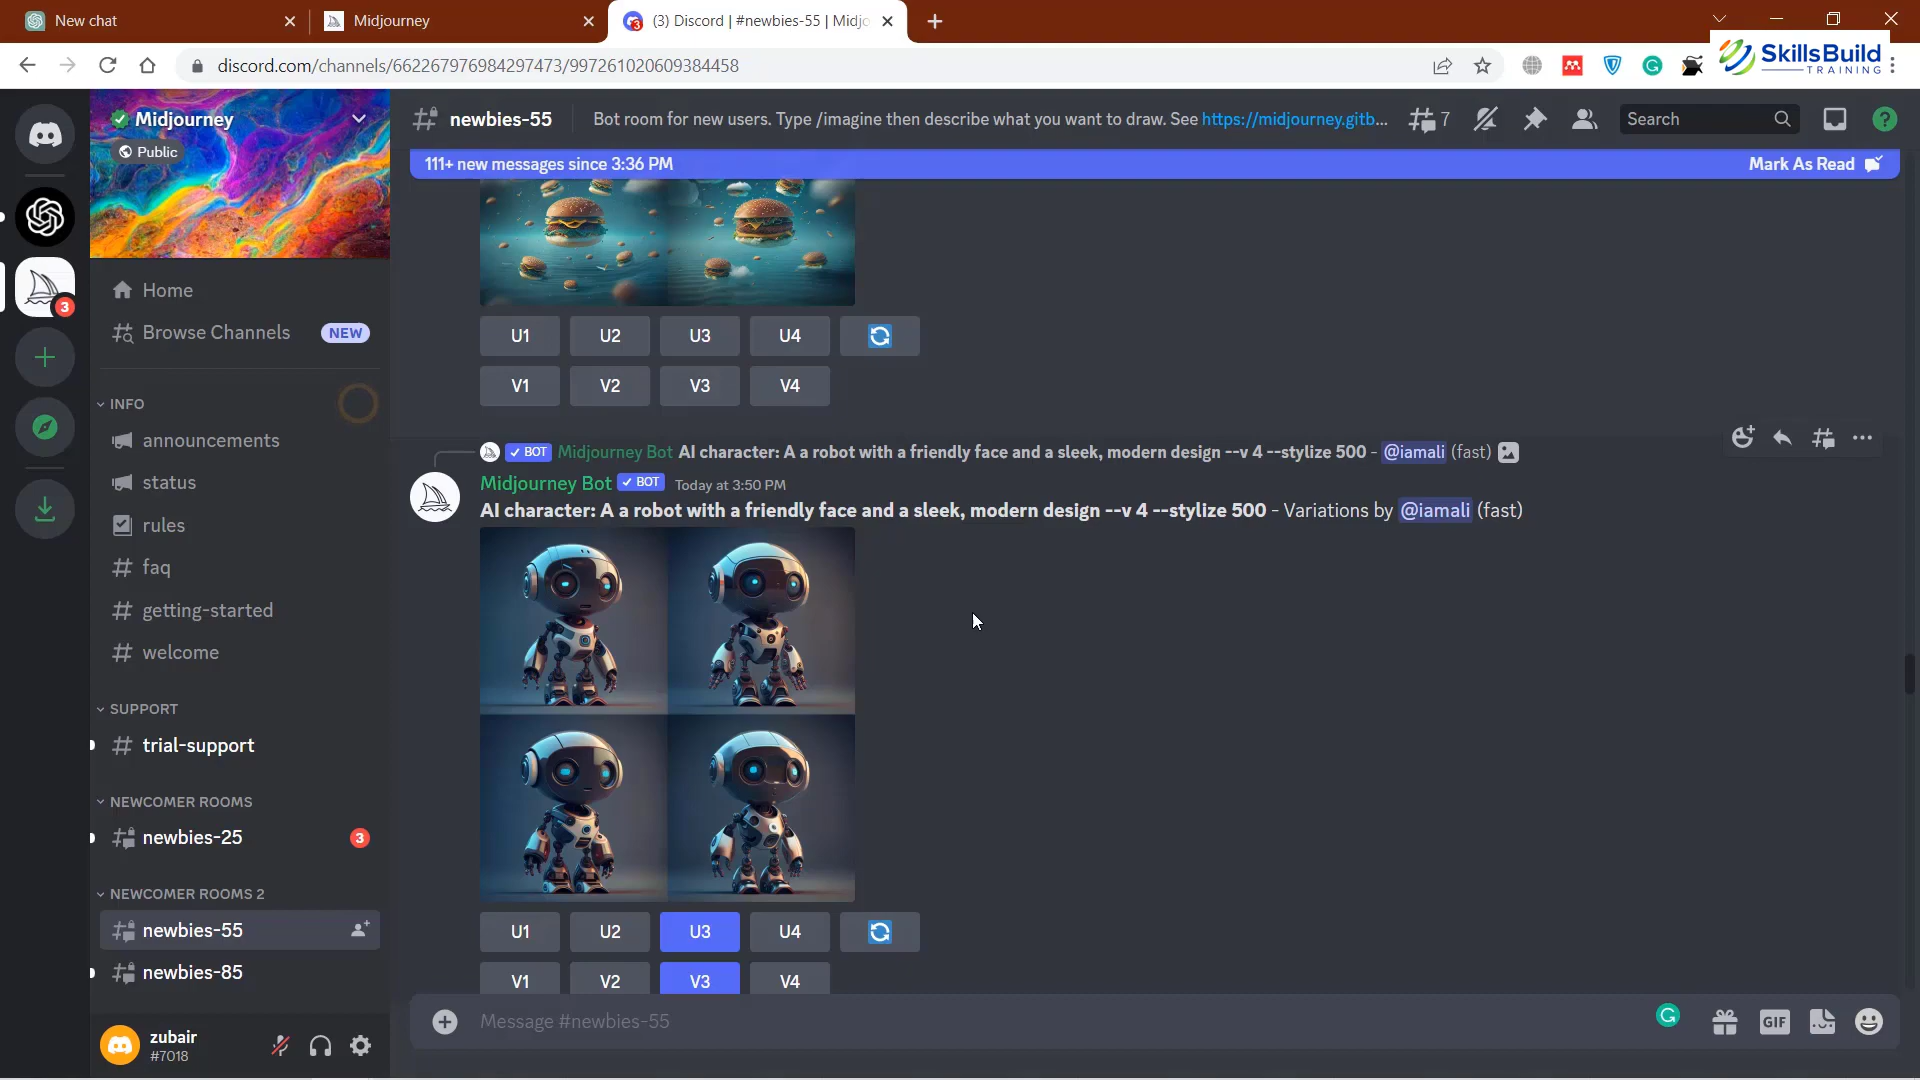 New chat
Midjourney
(3) Discord | #newbies-55 | Midjo
discord.com/channels/662267976984297473/997261020609384458
SkillsBuild
TRAINING
Midjourney
Public
newbies-55
Bot room for new users. Type /imagine then describe what you want to draw. See https://midjourney.gitb...
7
Search
111+ new messages since 3:36 PM
Mark As Read
3
Home
Browse Channels
NEW
INFO
announcements
status
rules
faq
getting-started
welcome
SUPPORT
trial-support
NEWCOMER ROOMS
newbies-25
3
NEWCOMER ROOMS 2
newbies-55
newbies-85
zubair
#7018
U1 U2 U3 U4
V1 V2 V3 V4
BOT Midjourney Bot AI character: A a robot with a friendly face and a sleek, modern design --v 4 --stylize 500 - @iamali (fast)
Midjourney Bot BOT Today at 3:50 PM
AI character: A a robot with a friendly face and a sleek, modern design --v 4 --stylize 500 - Variations by @iamali (fast)
U1 U2 U3 U4
V1 V2 V3 V4
Message #newbies-55
GIF